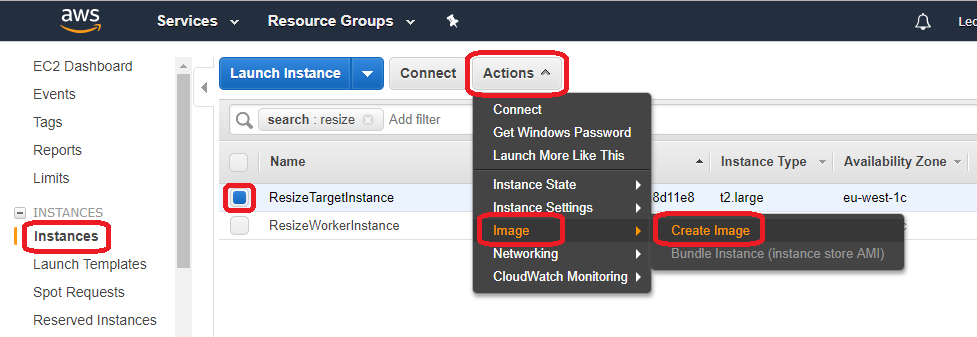 aws Services Resource Groups
EC2 Dashboard
Events
Tags
Reports
Limits
INSTANCES
Instances
Launch Templates
Spot Requests
Reserved Instances
Launch Instance Connect Actions
search : resize Add filter
Name Instance Type Availability Zone
ResizeTargetInstance 8d11e8 t2.large eu-west-1c
ResizeWorkerInstance
Connect
Get Windows Password
Launch More Like This
Instance State
Instance Settings
Image
Networking
CloudWatch Monitoring
Create Image
Bundle Instance (instance store AMI)